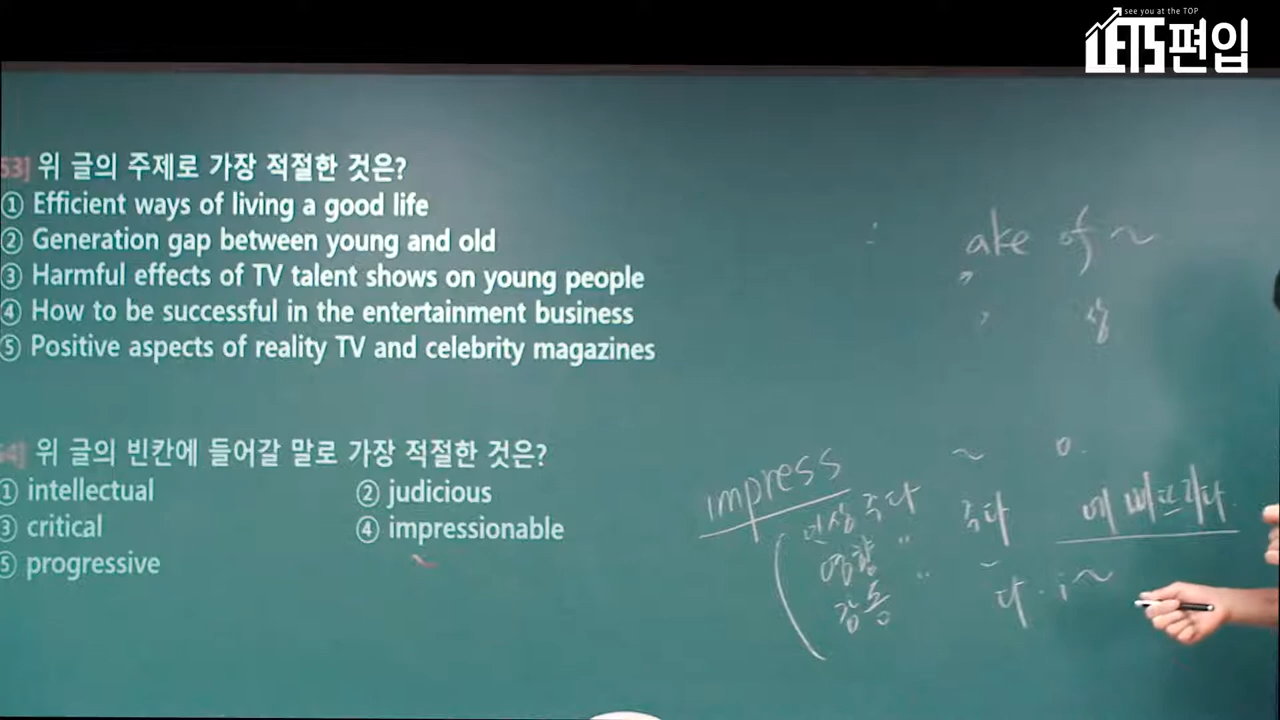 see you at the TOP
LETS편입
53] 위 글의 주제로 가장 적절한 것은?
① Efficient ways of living a good life
② Generation gap between young and old
③ Harmful effects of TV talent shows on young people
④ How to be successful in the entertainment business
⑤ Positive aspects of reality TV and celebrity magazines
54] 위 글의 빈칸에 들어갈 말로 가장 적절한 것은?
① intellectual ② judicious
③ critical ④ impressionable
⑤ progressive
ake of ~
impress
인상 주다
영향 "
감동 "